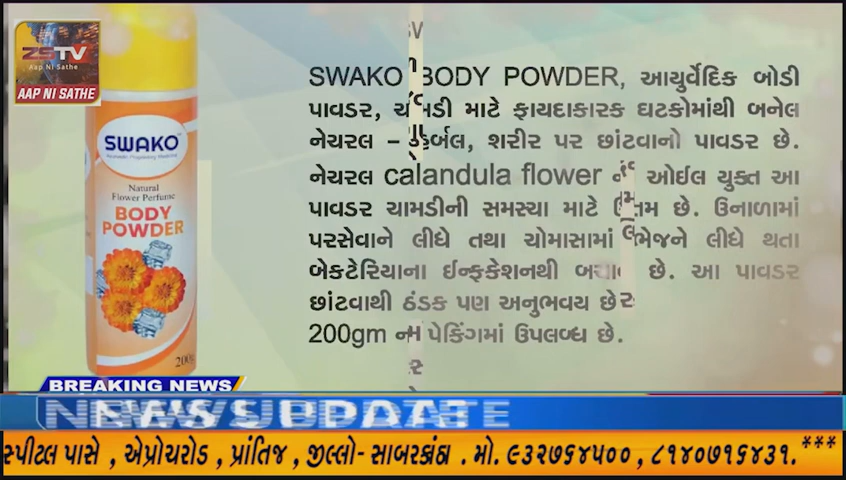 ZSTV
Aap Ni Sathe
AAP NI SATHE
SWAKO
Natural
Flower Perfume
BODY
POWDER
SWAKO BODY POWDER, આયુર્વેદિક બોડી
પાવડર, ચામડી માટે ફાયદાકારક ઘટકોમાંથી બનેલ
નેચરલ – હર્બલ, શરીર પર છાંટવાનો પાવડર છે.
નેચરલ calandula flower ઓઈલ યુક્ત આ
પાવડર ચામડીની સમસ્યા માટે ઉત્તમ છે. ઉનાળામાં
પરસેવાને લીધે તથા ચોમાસામાં ભેજને લીધે થતા
બેકટેરિયાના ઈન્ફકેશનથી બચાવે છે. આ પાવડર
છાંટવાથી ઠંડક પણ અનુભવય છે
200gm ના પેકિંગમાં ઉપલબ્ધ છે.
BREAKING NEWS
NEWS UPDATE
સ્પીટલ પાસે , એપ્રોચરોડ , પ્રાંતિજ , જીલ્લો- સાબરકાંઠા . મો. ૯૩૨૭૬૪૫૦૦ , ૮૧૪૦૭૧૬૪૩૧.***